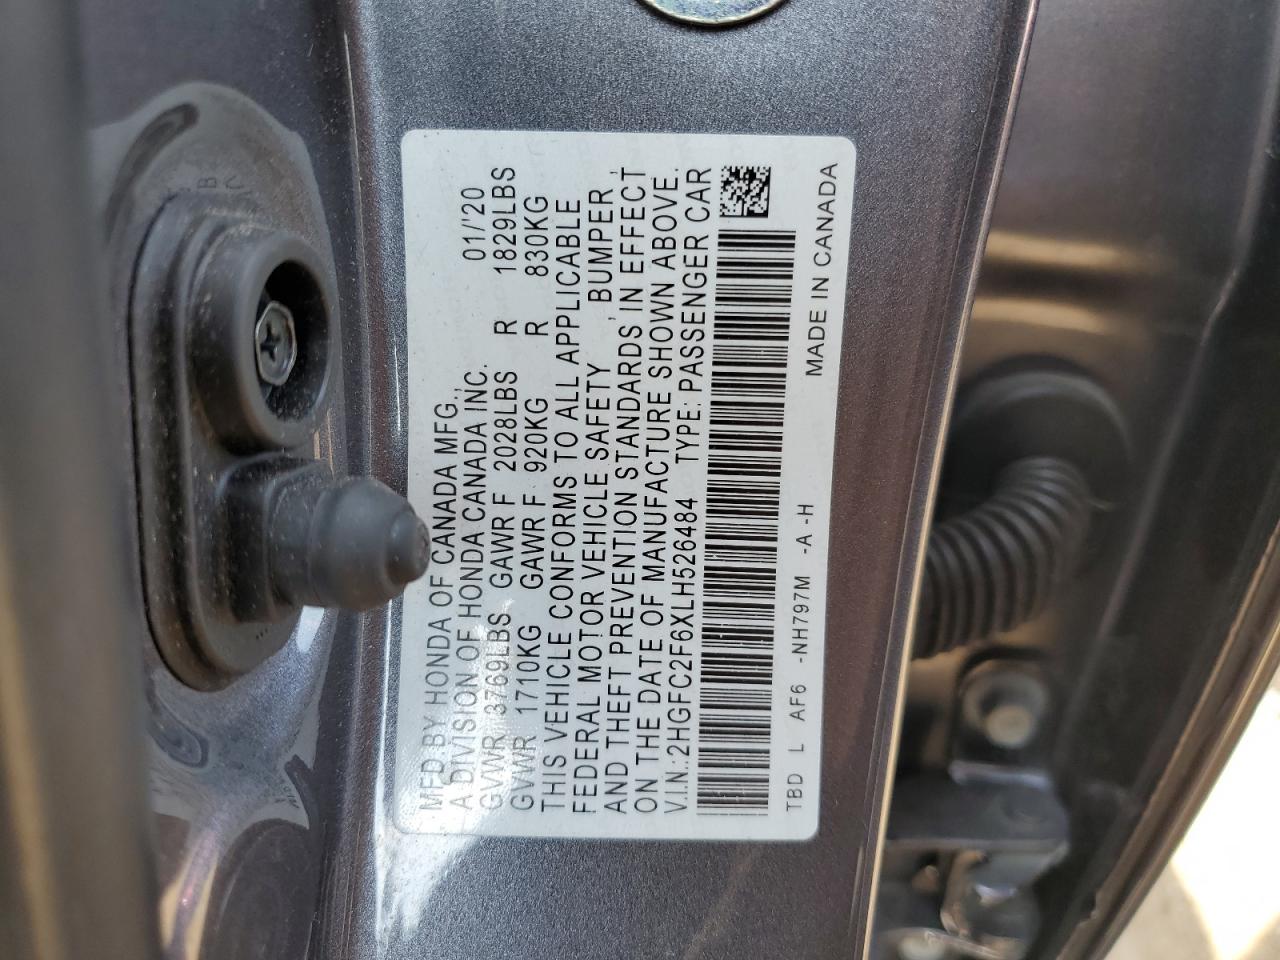 MFD BY HONDA OF CANADA MFG.,
A DIVISION OF HONDA CANADA INC. 01/'20
GVWR 3769LBS GAWR F 2028LBS R 1829LBS
GVWR 1710KG GAWR F 920KG R 830KG
THIS VEHICLE CONFORMS TO ALL APPLICABLE
FEDERAL MOTOR VEHICLE SAFETY , BUMPER ,
AND THEFT PREVENTION STANDARDS IN EFFECT
ON THE DATE OF MANUFACTURE SHOWN ABOVE.
V.I.N.:2HGFC2F6XLH526484 TYPE: PASSENGER CAR
TBD L AF6 -NH797M -A -H
MADE IN CANADA